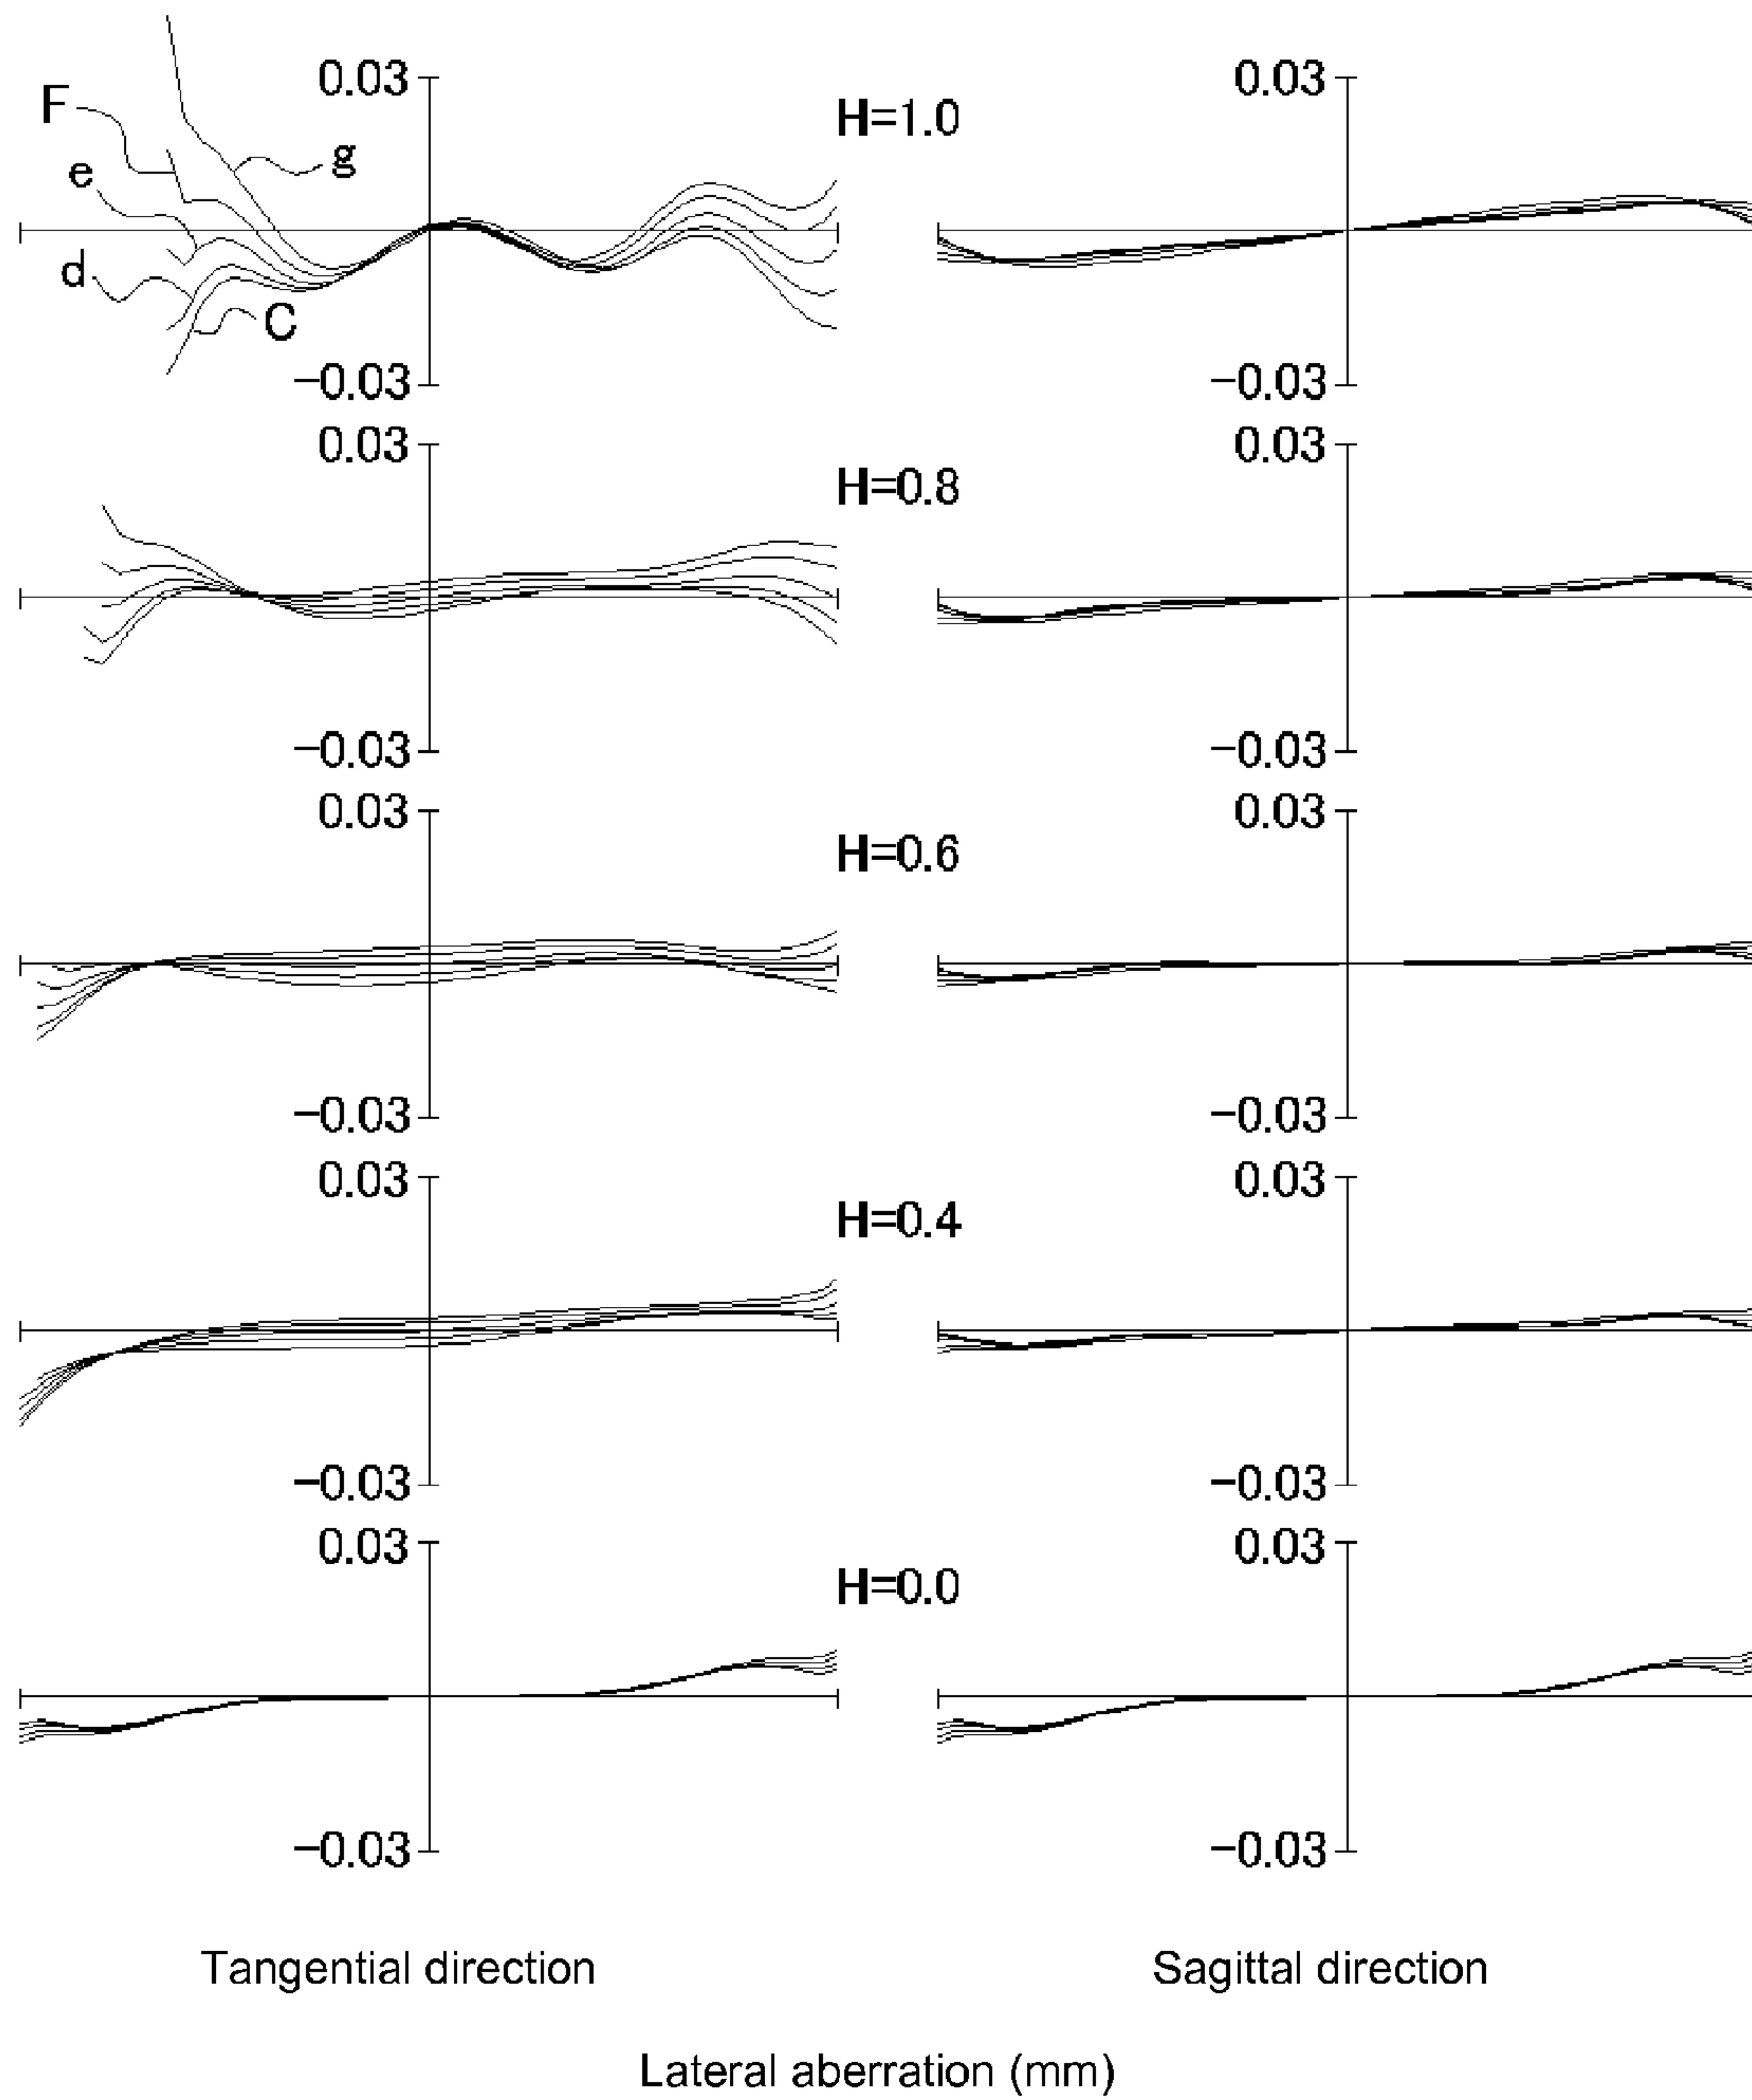 0.03 H=1.0 0.03
F
e g
d
C
−0.03 −0.03
0.03 0.03
H=0.8
−0.03 −0.03
0.03 0.03
H=0.6
−0.03 −0.03
0.03 0.03
H=0.4
−0.03 −0.03
0.03 0.03
H=0.0
−0.03 −0.03
Tangential direction Sagittal direction
Lateral aberration (mm)